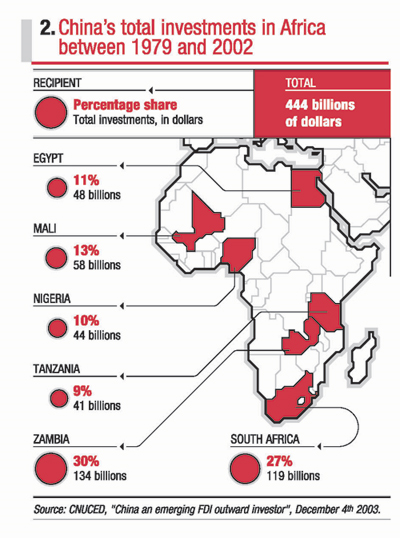 2. China's total investments in Africa
between 1979 and 2002
RECIPIENT
Percentage share
Total investments, in dollars
TOTAL
444 billions
of dollars
EGYPT
11%
48 billions
MALI
13%
58 billions
NIGERIA
10%
44 billions
TANZANIA
9%
41 billions
ZAMBIA
30%
134 billions
SOUTH AFRICA
27%
119 billions
Source: CNUCED, "China an emerging FDI outward investor", December 4th 2003.